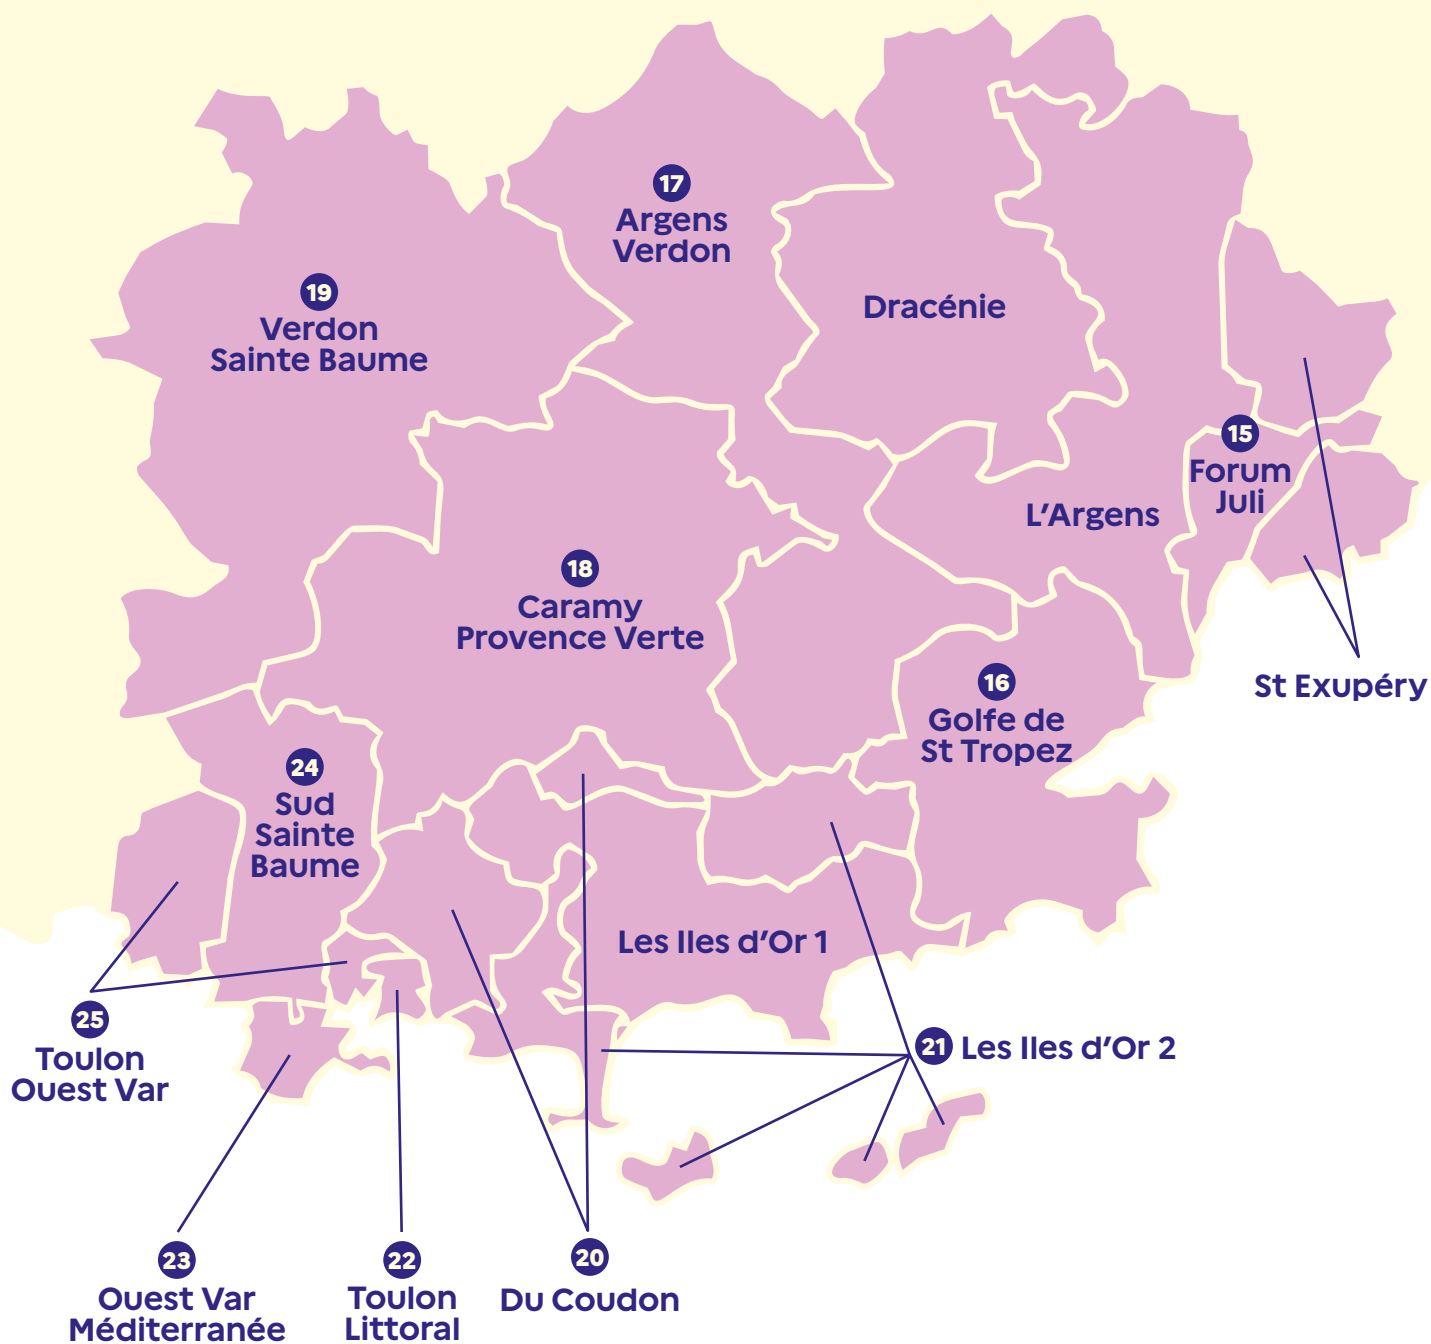 17
Argens
Verdon
19
Verdon
Sainte Baume
Dracénie
15
Forum
Juli
L'Argens
18
Caramy
Provence Verte
St Exupéry
16
Golfe de
St Tropez
24
Sud
Sainte
Baume
Les Iles d'Or 1
25
Toulon
Ouest Var
21 Les Iles d'Or 2
23
Ouest Var
Méditerranée
22
Toulon
Littoral
20
Du Coudon